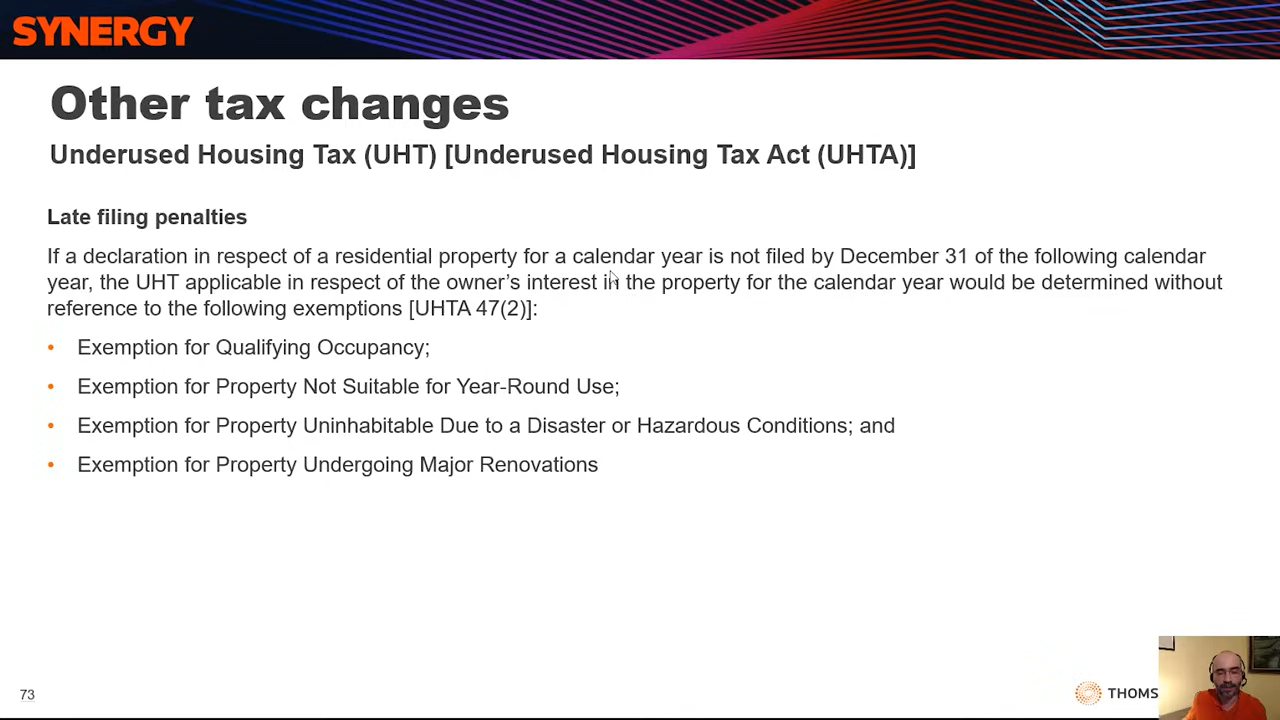 SYNERGY
Other tax changes
Underused Housing Tax (UHT) [Underused Housing Tax Act (UHTA)]
Late filing penalties
If a declaration in respect of a residential property for a calendar year is not filed by December 31 of the following calendar
year, the UHT applicable in respect of the owner's interest in the property for the calendar year would be determined without
reference to the following exemptions [UHTA 47(2)]:
• Exemption for Qualifying Occupancy;
• Exemption for Property Not Suitable for Year-Round Use;
• Exemption for Property Uninhabitable Due to a Disaster or Hazardous Conditions; and
• Exemption for Property Undergoing Major Renovations
73
THOMS